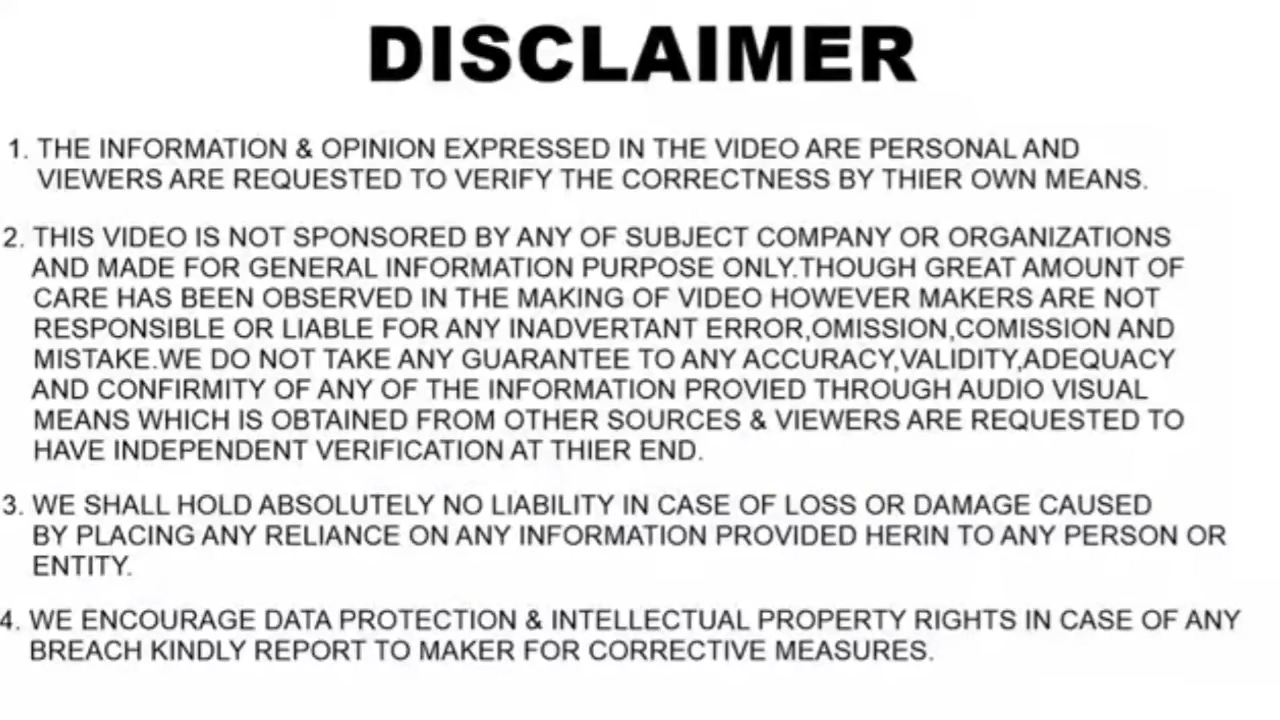 DISCLAIMER
1. THE INFORMATION & OPINION EXPRESSED IN THE VIDEO ARE PERSONAL AND
VIEWERS ARE REQUESTED TO VERIFY THE CORRECTNESS BY THIER OWN MEANS.
2. THIS VIDEO IS NOT SPONSORED BY ANY OF SUBJECT COMPANY OR ORGANIZATIONS
AND MADE FOR GENERAL INFORMATION PURPOSE ONLY.THOUGH GREAT AMOUNT OF
CARE HAS BEEN OBSERVED IN THE MAKING OF VIDEO HOWEVER MAKERS ARE NOT
RESPONSIBLE OR LIABLE FOR ANY INADVERTANT ERROR,OMISSION,COMISSION AND
MISTAKE.WE DO NOT TAKE ANY GUARANTEE TO ANY ACCURACY,VALIDITY,ADEQUACY
AND CONFIRMITY OF ANY OF THE INFORMATION PROVIED THROUGH AUDIO VISUAL
MEANS WHICH IS OBTAINED FROM OTHER SOURCES & VIEWERS ARE REQUESTED TO
HAVE INDEPENDENT VERIFICATION AT THIER END.
3. WE SHALL HOLD ABSOLUTELY NO LIABILITY IN CASE OF LOSS OR DAMAGE CAUSED
BY PLACING ANY RELIANCE ON ANY INFORMATION PROVIDED HERIN TO ANY PERSON OR
ENTITY.
4. WE ENCOURAGE DATA PROTECTION & INTELLECTUAL PROPERTY RIGHTS IN CASE OF ANY
BREACH KINDLY REPORT TO MAKER FOR CORRECTIVE MEASURES.